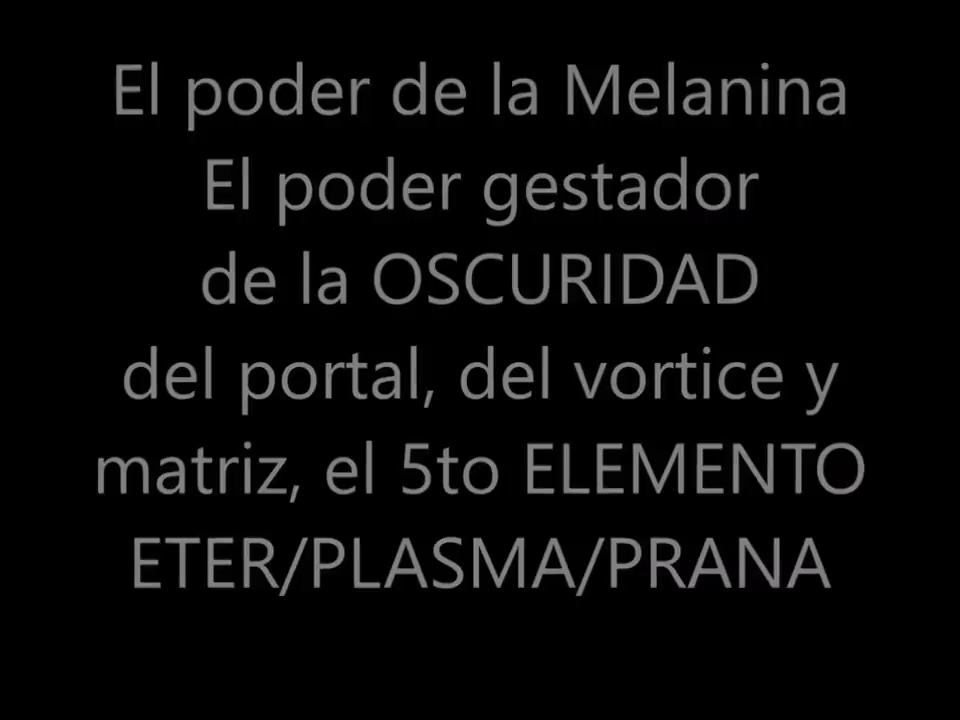 El poder de la Melanina
El poder gestador
de la OSCURIDAD
del portal, del vortice y
matriz, el 5to ELEMENTO
ETER/PLASMA/PRANA